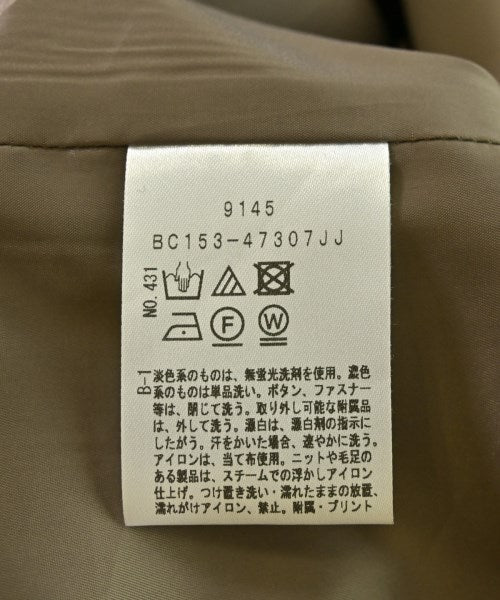 9145
BC153-47307JJ
NO.431
F
W
B-1
淡色系のものは、無蛍光洗剤を使用。濃色
系のものは単品洗い。ボタン、ファスナー
等は、閉じて洗う。取り外し可能な附属品
は、外して洗う。漂白は、漂白剤の指示に
したがう。汗をかいた場合、速やかに洗う。
アイロンは、当て布使用。ニットや毛足の
ある製品は、スチームでの浮かしアイロン
仕上げ。つけ置き洗い・濡れたままの放置、
濡れがけアイロン、禁止。附属・プリント